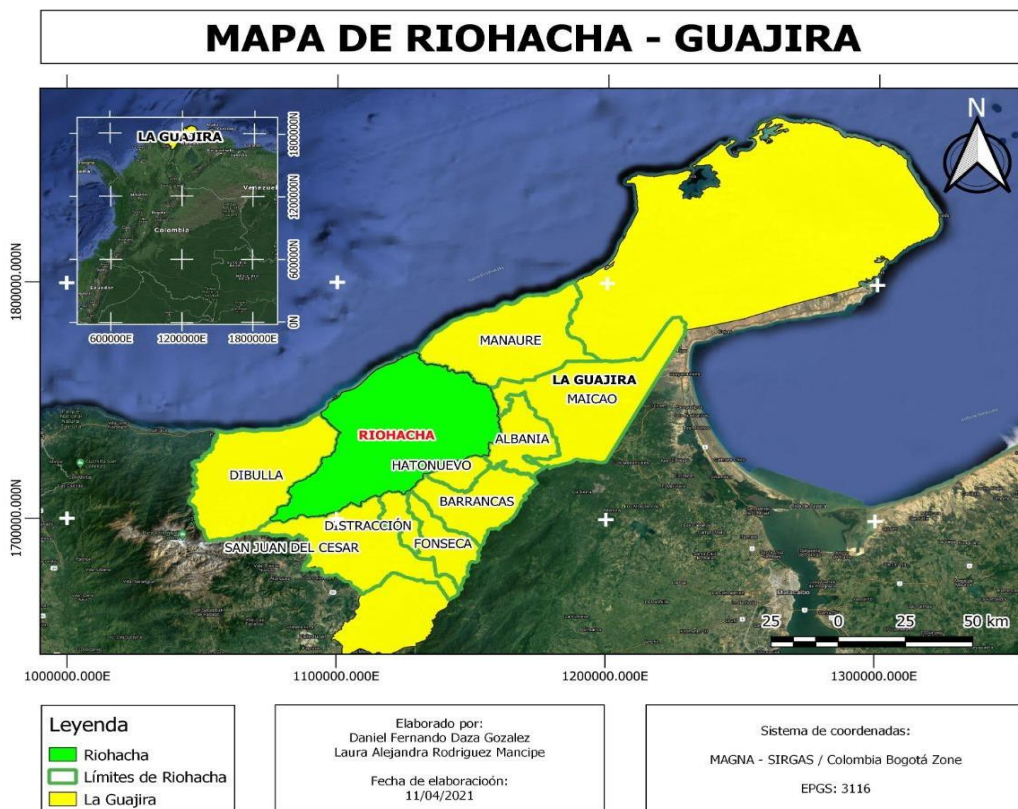 MAPA DE RIOHACHA - GUAJIRA
N
LA GUAJIRA
Venezuel
Colombia
Ecuador
1800000N
1200000N
600000N
0N
600000E
1200000E
1800000E
1800000.000N
1700000.000N
MANAURE
LA GUAJIRA
MAICAO
RIOHACHA
ALBANIA
HATONUEVO
DIBULLA
BARRANCAS
DISTRACCIÓN
FONSECA
SAN JUAN DEL CESAR
Maracaibo
25
0
25
50 km
1000000.000E
1100000.000E
1200000.000E
1300000.000E
Leyenda
Riohacha
Límites de Riohacha
La Guajira
Elaborado por:
Daniel Fernando Daza Gozalez
Laura Alejandra Rodriguez Mancipe
Fecha de elaboracioón:
11/04/2021
Sistema de coordenadas:
MAGNA - SIRGAS / Colombia Bogotá Zone
EPGS: 3116